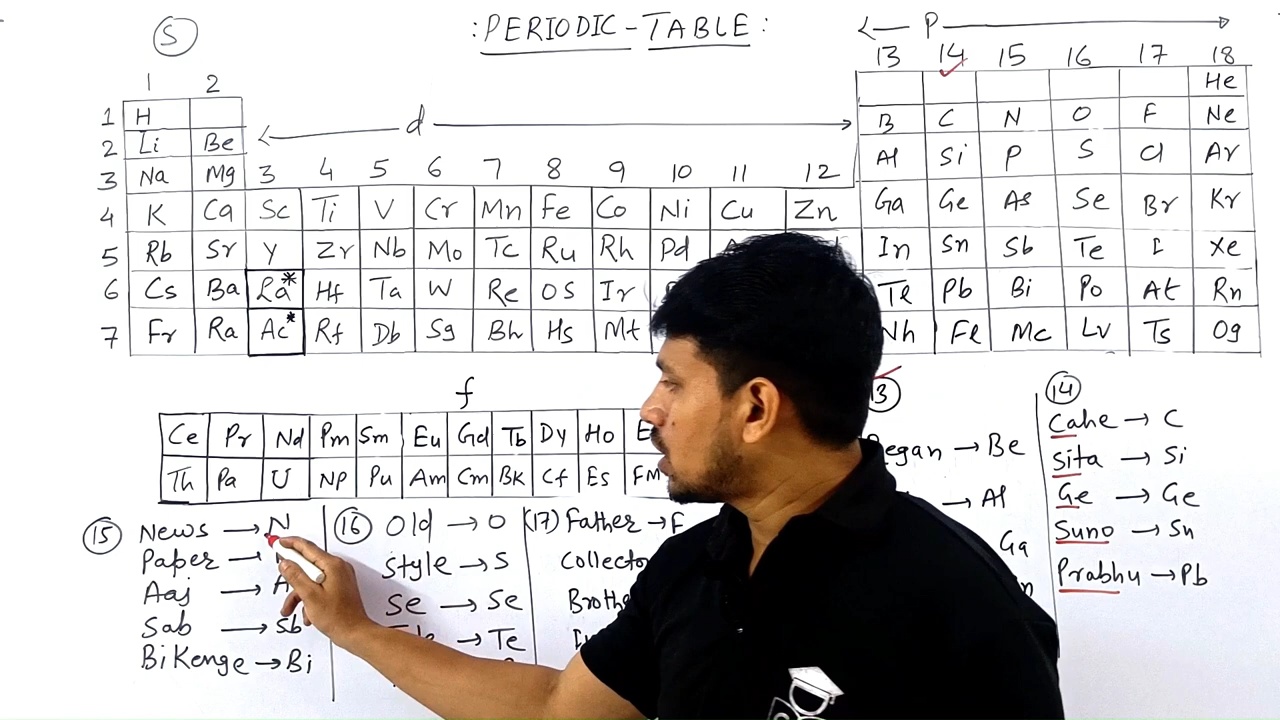 S
: PERIODIC-TABLE :
← P →
13 14 15 16 17 18
1 2
He
1 H
← d →
2 Li Be B C N O F Ne
3 Na Mg Al Si P S Cl Ar
3 4 5 6 7 8 9 10 11 12
4 K Ca Sc Ti V Cr Mn Fe Co Ni Cu Zn Ga Ge As Se Br Kr
5 Rb Sr Y Zr Nb Mo Tc Ru Rh Pd In Sn Sb Te I Xe
6 Cs Ba La* Hf Ta W Re OS Ir Tl Pb Bi Po At Rn
7 Fr Ra Ac* Rf Db Sg Bh Hs Mt Nh Fl Mc Lv Ts Og
f
Ce Pr Nd Pm Sm Eu Gd Tb Dy Ho
Th Pa U NP Pu Am Cm Bk Cf Es FM
13
→ Be
→ Al
Ga
14
Cahe → C
Sita → Si
Ge → Ge
Suno → Sn
Prabhu → Pb
15 News → N
Paper →
Aaj → A
Sab → Sb
BiKenge → Bi
16 Old → O
Style → S
Se → Se
→ Te
(17) Father → F